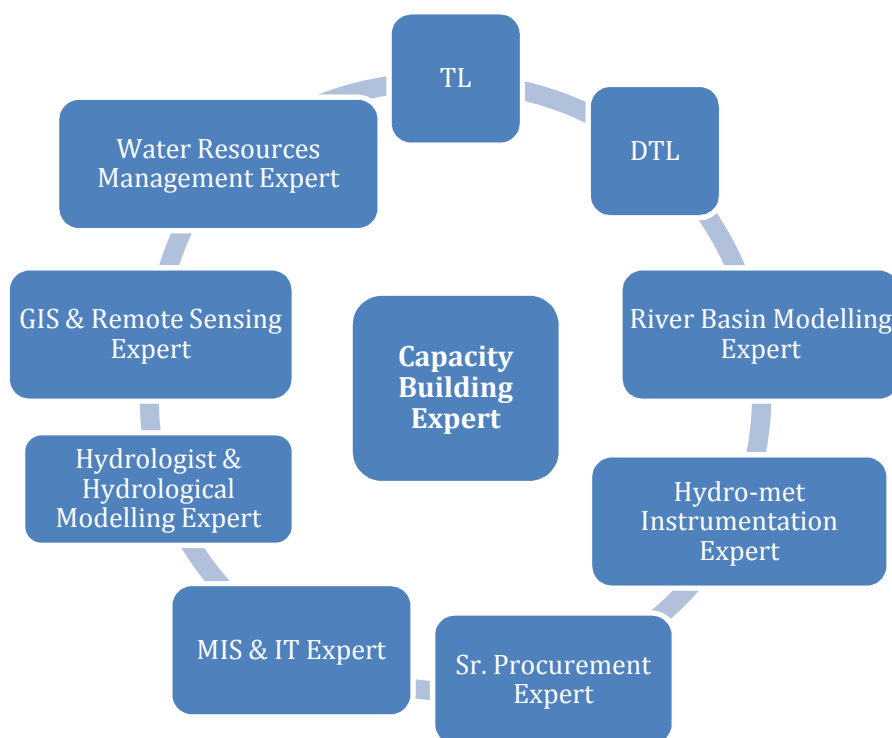 TL
DTL
River Basin Modelling
Expert
Hydro-met
Instrumentation
Expert
Sr. Procurement
Expert
MIS & IT Expert
Hydrologist &
Hydrological
Modelling Expert
GIS & Remote Sensing
Expert
Water Resources
Management Expert
Capacity
Building
Expert